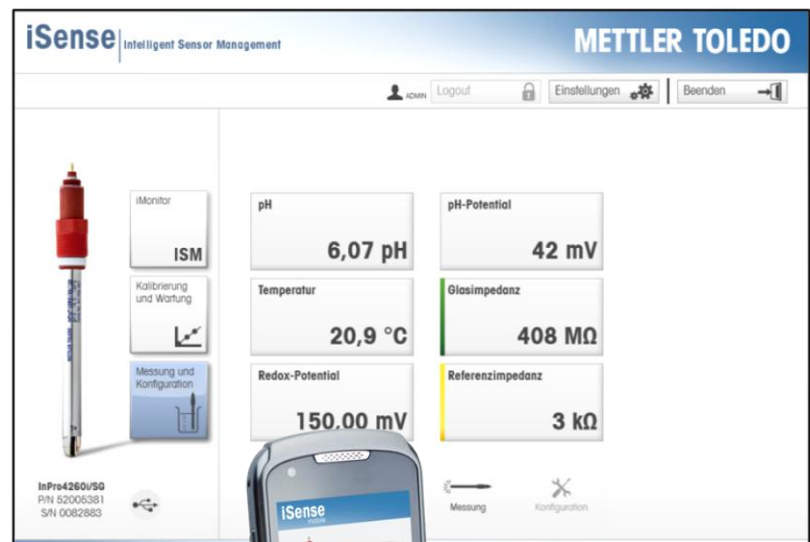 iSense Intelligent Sensor Management
METTLER TOLEDO
ADMIN Logout Einstellungen Beenden
iMonitor
ISM
Kalibrierung
und Wartung
Messung und
Konfiguration
pH
6,07 pH
pH-Potential
42 mV
Temperatur
20,9 °C
Glasimpedanz
408 MΩ
Redox-Potential
150,00 mV
Referenzimpedanz
3 kΩ
InPro4260i/SG
P/N 52005381
S/N 0082883
iSense
mobile
Messung
Konfiguration